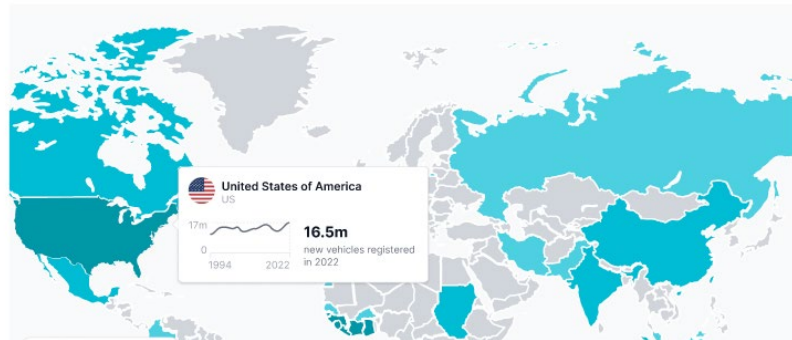 United States of America
US
17m
0
1994
2022
16.5m
new vehicles registered
in 2022